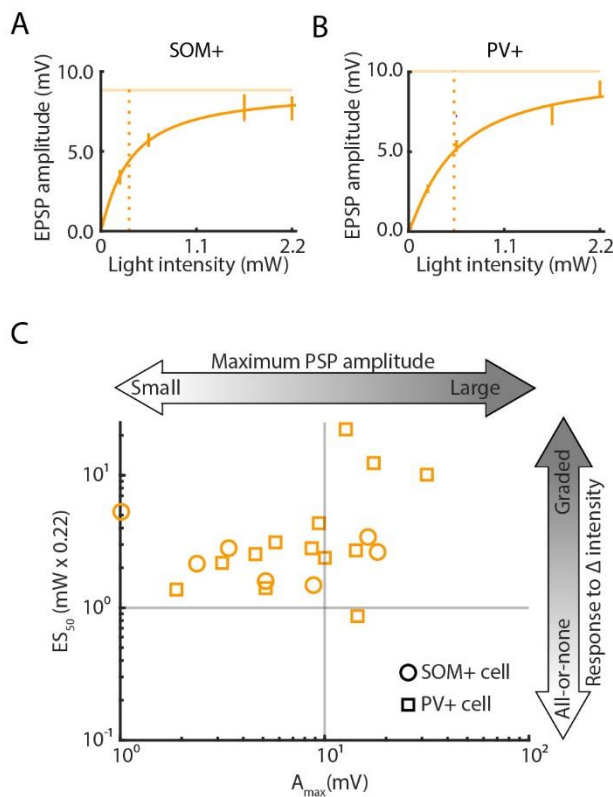 A
SOM+
EPSP amplitude (mV)
10.0
5.0
0.0
0
1.1
2.2
Light intensity (mW)
B
PV+
EPSP amplitude (mV)
10.0
5.0
0.0
0
1.1
2.2
Light intensity (mW)
C
Maximum PSP amplitude
Small
Large
ES₅₀ (mW x 0.22)
10¹
10⁰
10⁻¹
10⁰
10¹
10²
Aₘₐₓ(mV)
SOM+ cell
PV+ cell
Graded
All-or-none
Response to Δ intensity